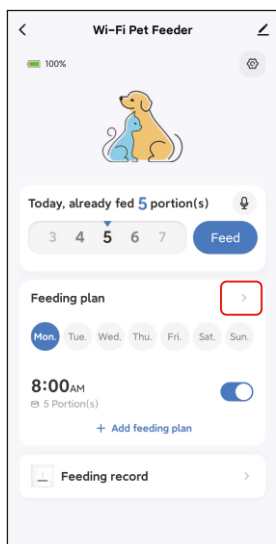 Wi-Fi Pet Feeder
100%
Today, already fed 5 portion(s)
3 4 5 6 7 Feed
Feeding plan
Mon. Tue. Wed. Thu. Fri. Sat. Sun.
8:00AM
5 Portion(s)
+ Add feeding plan
Feeding record